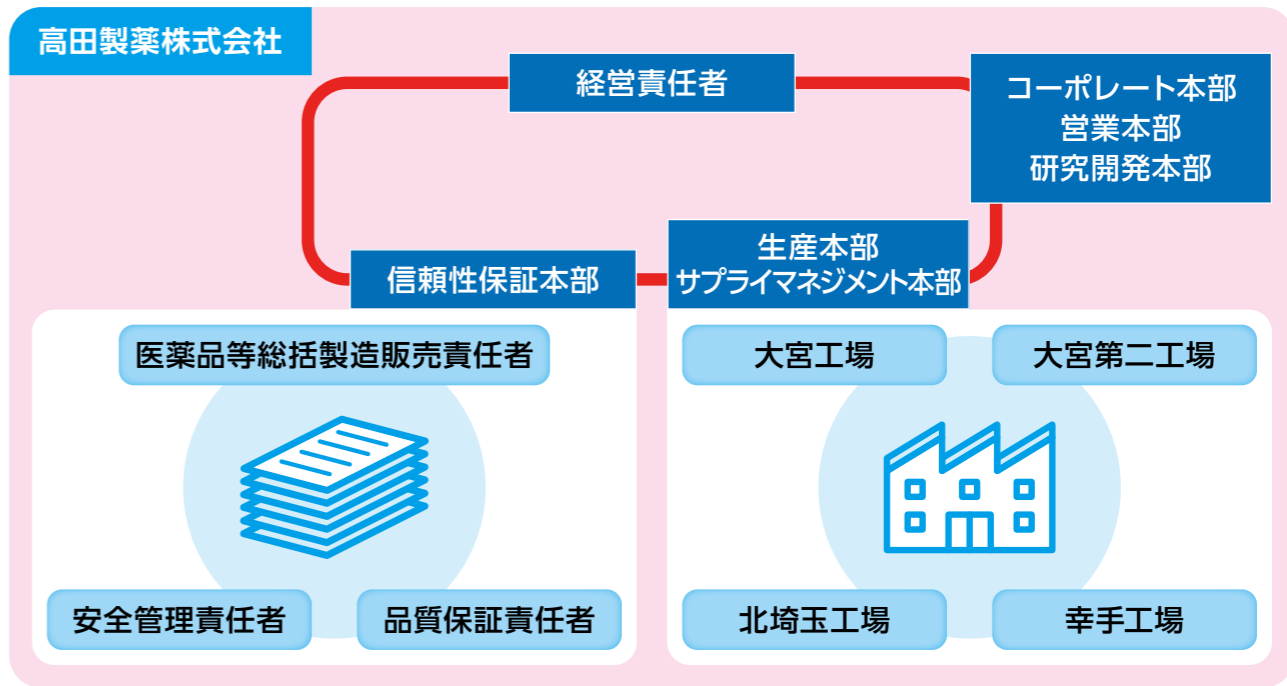 高田製薬株式会社
経営責任者
コーポレート本部
営業本部
研究開発本部
生産本部
サプライマネジメント本部
信頼性保証本部
医薬品等総括製造販売責任者
安全管理責任者
品質保証責任者
大宮工場
大宮第二工場
北埼玉工場
幸手工場